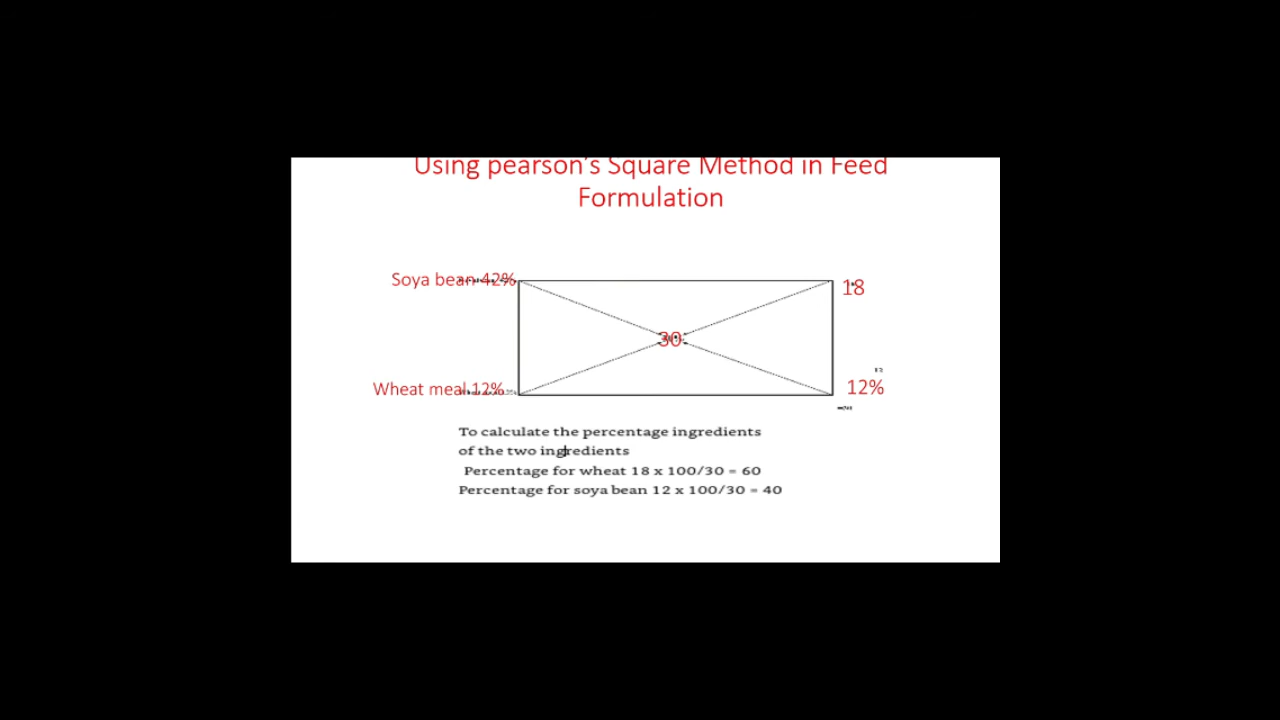 Using pearson's Square Method in Feed
Formulation
Soya bean 42%
18
30
Wheat meal 12%
12%
To calculate the percentage ingredients
of the two ingredients
Percentage for wheat 18 x 100/30 = 60
Percentage for soya bean 12 x 100/30 = 40